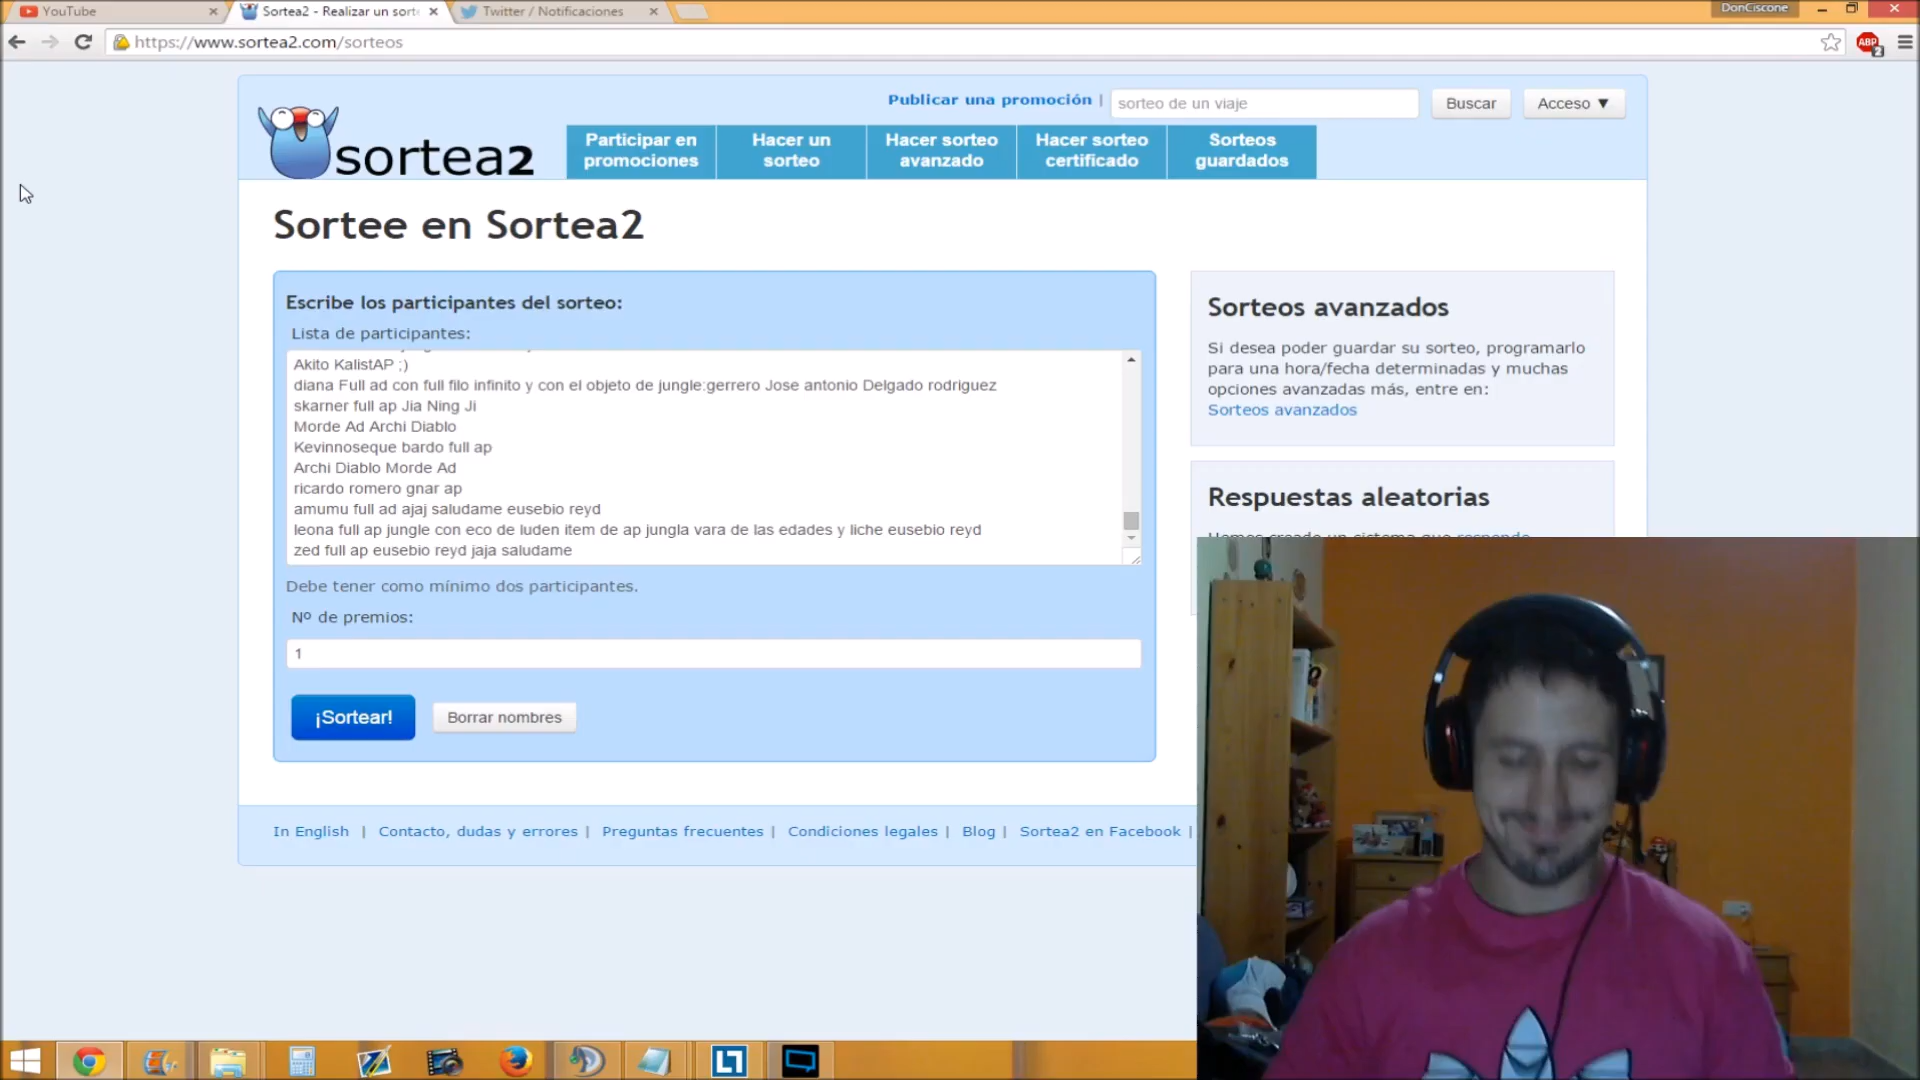 YouTube
Sortea2 - Realizar un sorte
Twitter / Notificaciones
DonCiscone
https://www.sortea2.com/sorteos
ABP
2
Publicar una promoción |
sorteo de un viaje
Buscar
Acceso ▼
sortea2
Participar en promociones
Hacer un sorteo
Hacer sorteo avanzado
Hacer sorteo certificado
Sorteos guardados
Sortee en Sortea2
Escribe los participantes del sorteo:
Lista de participantes:
Akito KalistAP ;)
diana Full ad con full filo infinito y con el objeto de jungle:gerrero Jose antonio Delgado rodriguez
skarner full ap Jia Ning Ji
Morde Ad Archi Diablo
Kevinnoseque bardo full ap
Archi Diablo Morde Ad
ricardo romero gnar ap
amumu full ad ajaj saludame eusebio reyd
leona full ap jungle con eco de luden item de ap jungla vara de las edades y liche eusebio reyd
zed full ap eusebio reyd jaja saludame
Debe tener como mínimo dos participantes.
Nº de premios:
1
¡Sortear!
Borrar nombres
Sorteos avanzados
Si desea poder guardar su sorteo, programarlo
para una hora/fecha determinadas y muchas
opciones avanzadas más, entre en:
Sorteos avanzados
Respuestas aleatorias
Hemos creado un sistema que responde
In English | Contacto, dudas y errores | Preguntas frecuentes | Condiciones legales | Blog | Sortea2 en Facebook |